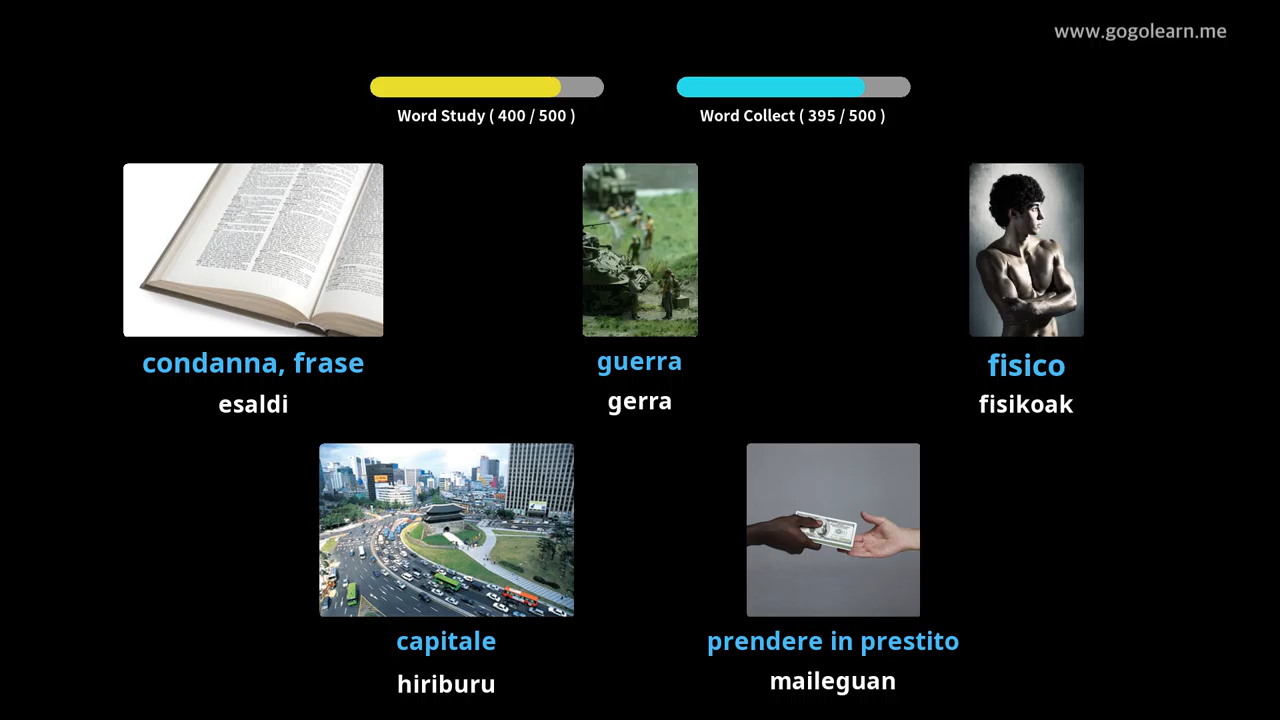 www.gogolearn.me
Word Study ( 400 / 500 )
Word Collect ( 395 / 500 )
condanna, frase
esaldi
guerra
gerra
fisico
fisikoak
capitale
hiriburu
prendere in prestito
maileguan